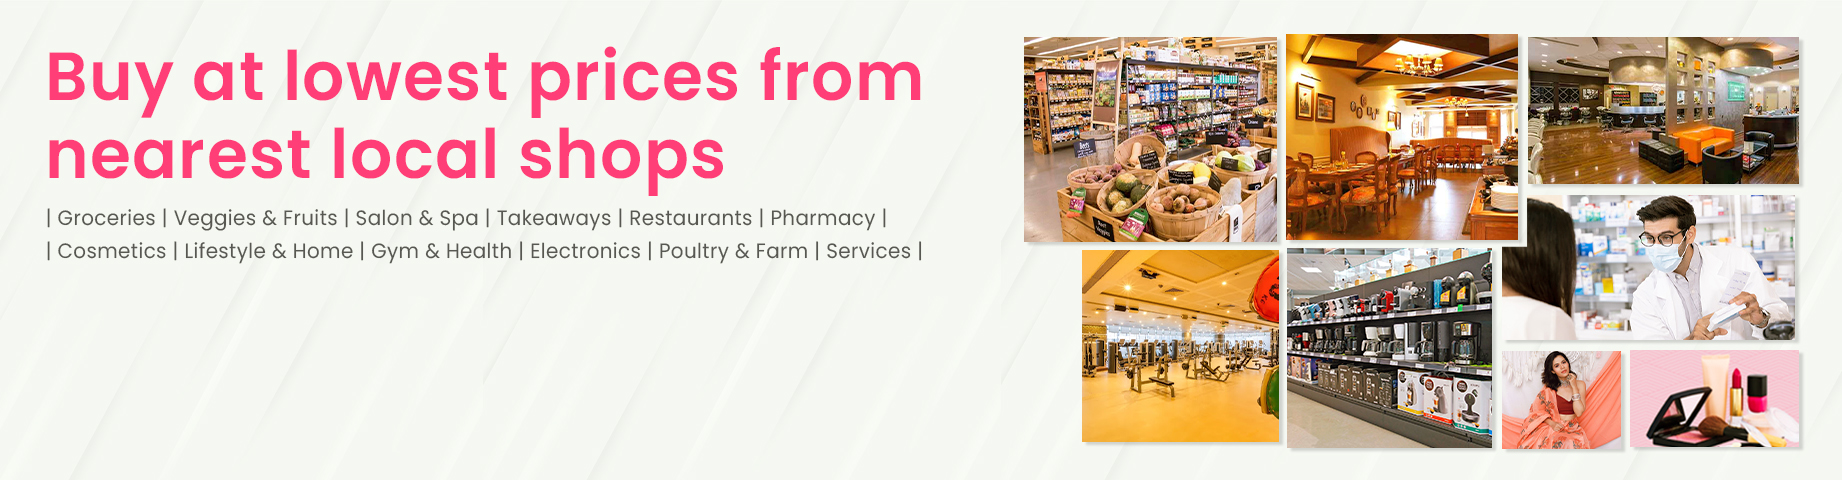 Buy at lowest prices from
nearest local shops
| Groceries | Veggies & Fruits | Salon & Spa | Takeaways | Restaurants | Pharmacy |
| Cosmetics | Lifestyle & Home | Gym & Health | Electronics | Poultry & Farm | Services |
Beets